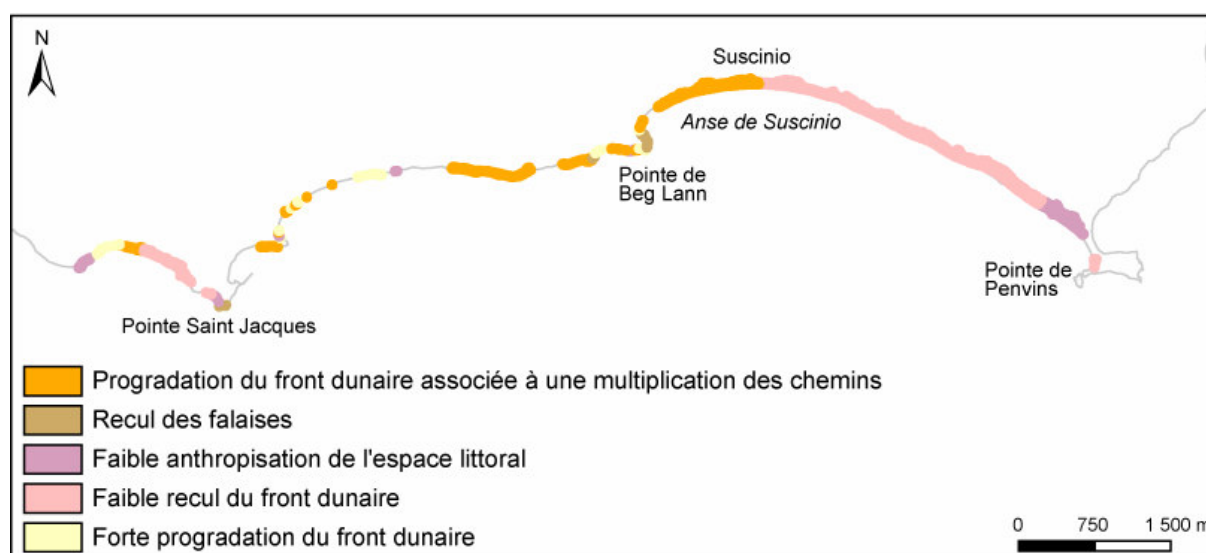 N
Suscinio
Anse de Suscinio
Pointe de
Beg Lann
Pointe de
Penvins
Pointe Saint Jacques
Progradation du front dunaire associée à une multiplication des chemins
Recul des falaises
Faible anthropisation de l'espace littoral
Faible recul du front dunaire
Forte progradation du front dunaire
0 750 1 500 m